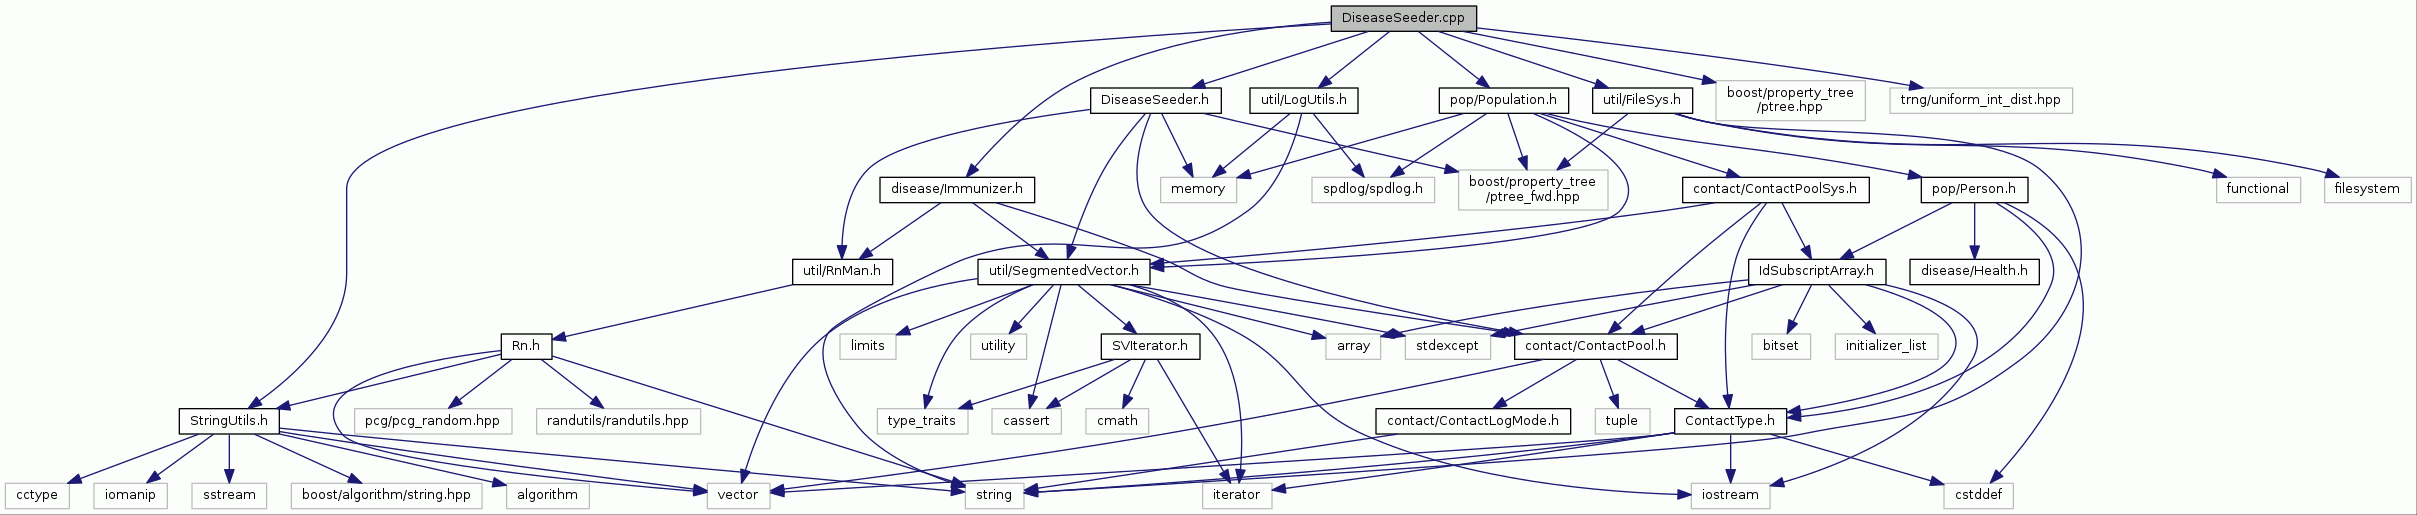 DiseaseSeeder.cpp
DiseaseSeeder.h
util/LogUtils.h
pop/Population.h
util/FileSys.h
boost/property_tree
/ptree.hpp
trng/uniform_int_dist.hpp
disease/Immunizer.h
memory
spdlog/spdlog.h
boost/property_tree
/ptree_fwd.hpp
contact/ContactPoolSys.h
pop/Person.h
functional
filesystem
util/RnMan.h
util/SegmentedVector.h
IdSubscriptArray.h
disease/Health.h
Rn.h
limits
utility
SVIterator.h
array
stdexcept
contact/ContactPool.h
bitset
initializer_list
StringUtils.h
pcg/pcg_random.hpp
randutils/randutils.hpp
type_traits
cassert
cmath
contact/ContactLogMode.h
tuple
ContactType.h
cctype
iomanip
sstream
boost/algorithm/string.hpp
algorithm
vector
string
iterator
iostream
cstddef